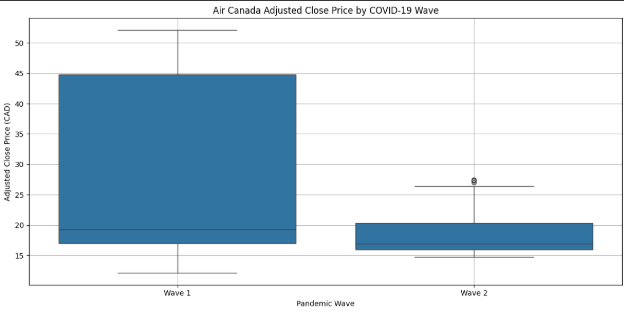 Air Canada Adjusted Close Price by COVID-19 Wave
Adjusted Close Price (CAD)
50
45
40
35
30
25
20
15
Wave 1
Wave 2
Pandemic Wave